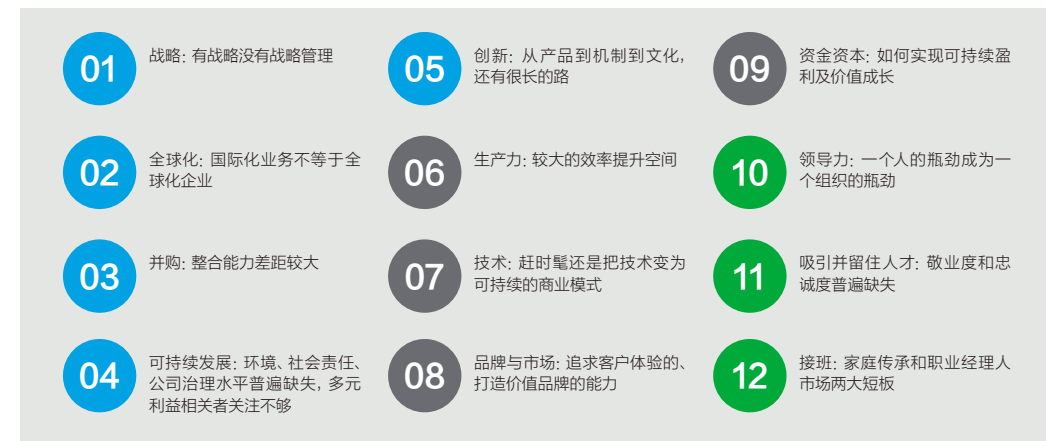 01
战略: 有战略没有战略管理
02
全球化: 国际化业务不等于全
球化企业
03
并购: 整合能力差距较大
04
可持续发展: 环境、社会责任、
公司治理水平普遍缺失, 多元
利益相关者关注不够
05
创新: 从产品到机制到文化,
还有很长的路
06
生产力: 较大的效率提升空间
07
技术: 赶时髦还是把技术变为
可持续的商业模式
08
品牌与市场: 追求客户体验的、
打造价值品牌的能力
09
资金资本: 如何实现可持续盈
利及价值成长
10
领导力: 一个人的瓶劲成为一
个组织的瓶劲
11
吸引并留住人才: 敬业度和忠
诚度普遍缺失
12
接班: 家庭传承和职业经理人
市场两大短板